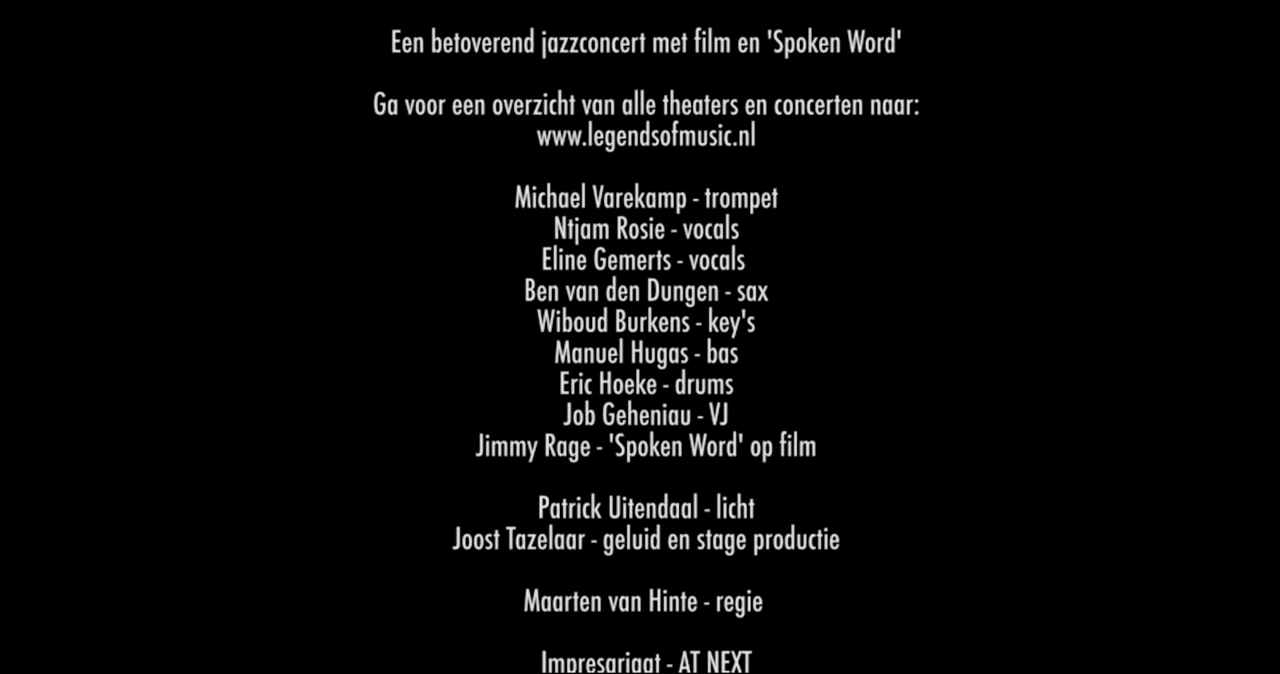 Een betoverend jazzconcert met film en 'Spoken Word'
Ga voor een overzicht van alle theaters en concerten naar:
www.legendsofmusic.nl
Michael Varekamp - trompet
Ntjam Rosie - vocals
Eline Gemerts - vocals
Ben van den Dungen - sax
Wiboud Burkens - key's
Manuel Hugas - bas
Eric Hoeke - drums
Job Geheniau - VJ
Jimmy Rage - 'Spoken Word' op film
Patrick Uitendaal - licht
Joost Tazelaar - geluid en stage productie
Maarten van Hinte - regie
Impresariaat - AT NEXT